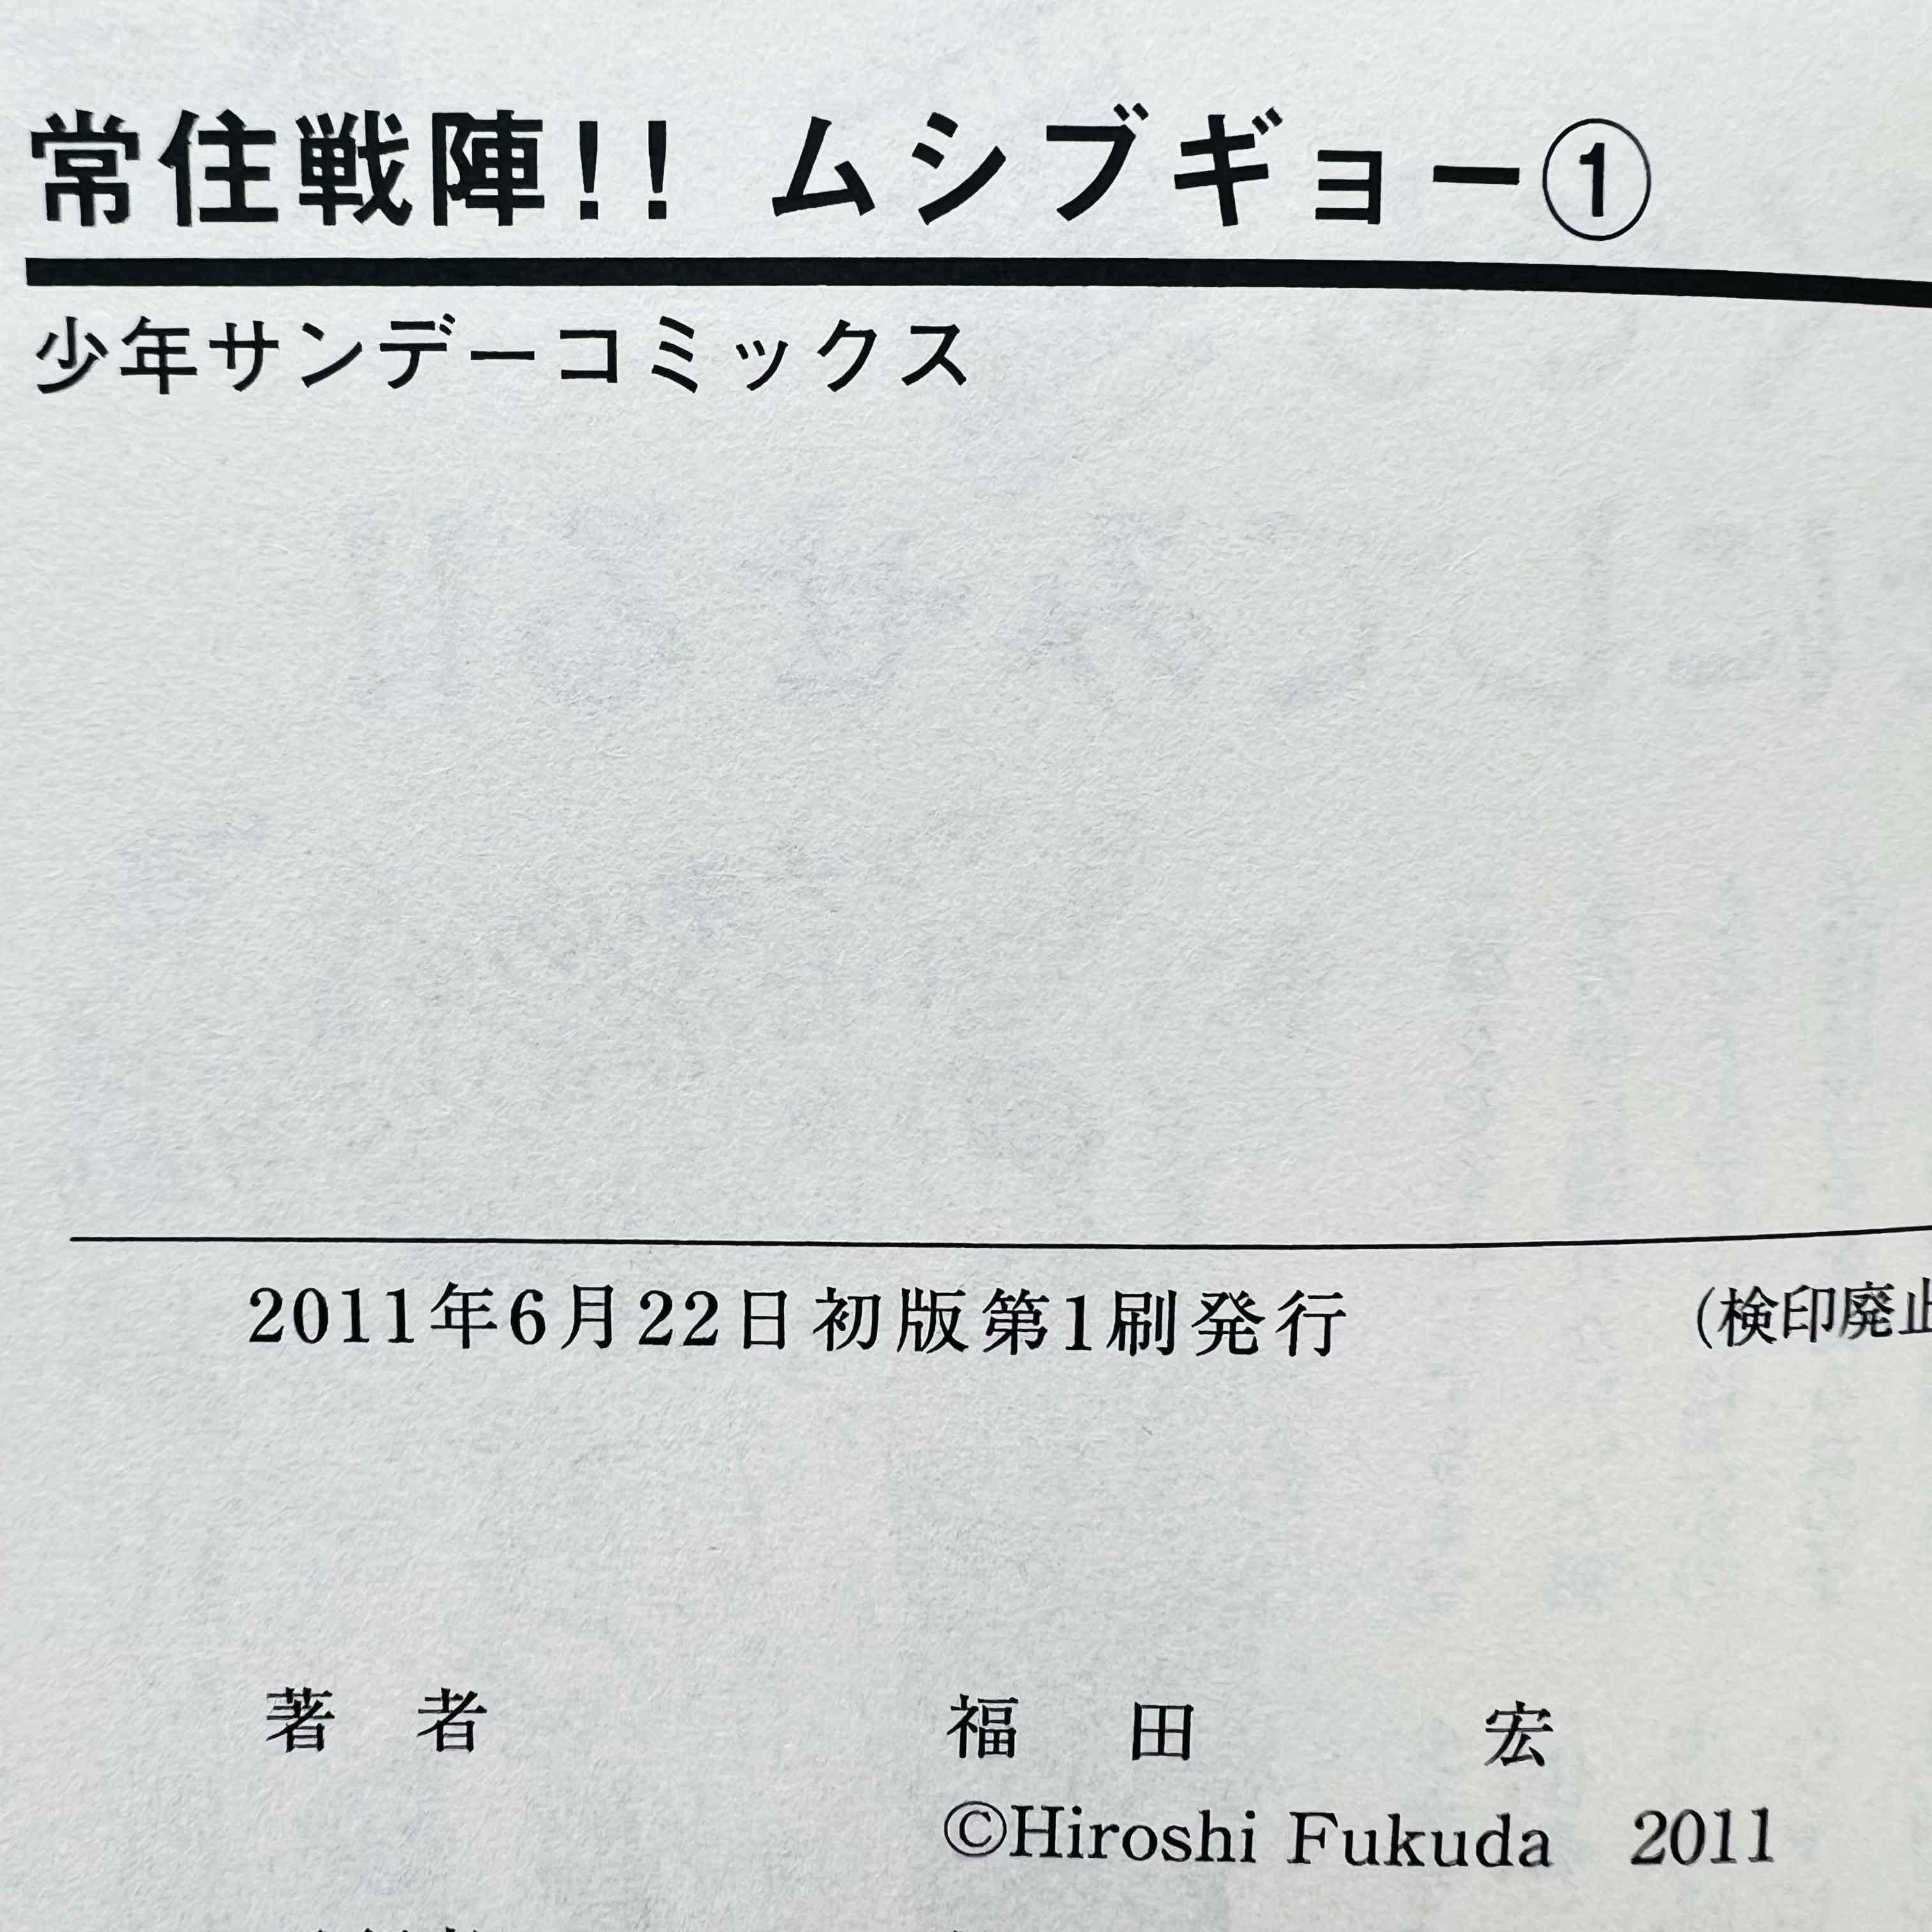 常住戦陣!! ムシブギョー①
少年サンデーコミックス
2011年6月22日初版第1刷発行 (検印廃止
著 者 福 田 宏
©Hiroshi Fukuda 2011